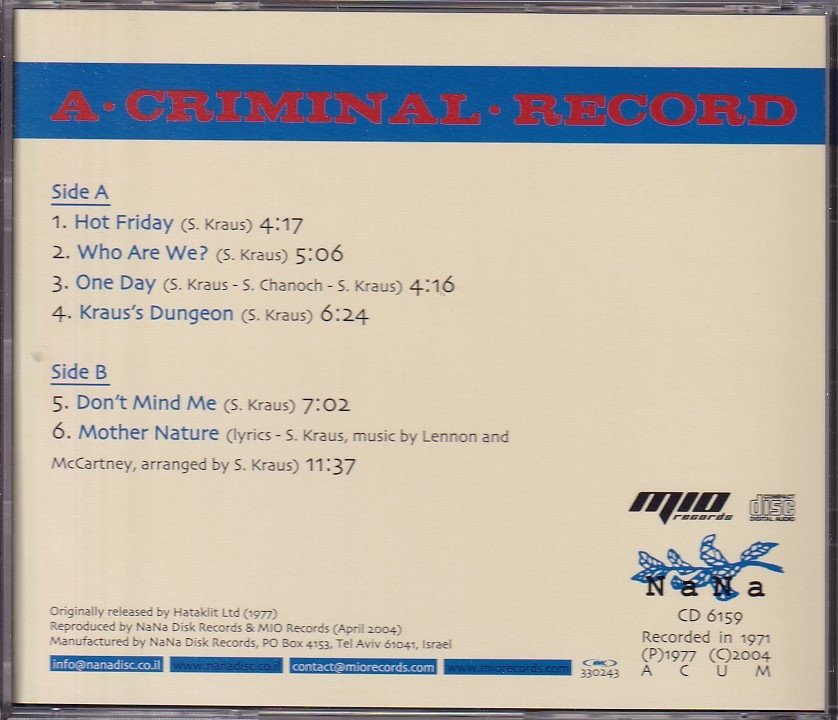 A · CRIMINAL · RECORD
Side A
1. Hot Friday (S. Kraus) 4:17
2. Who Are We? (S. Kraus) 5:06
3. One Day (S. Kraus - S. Chanoch - S. Kraus) 4:16
4. Kraus's Dungeon (S. Kraus) 6:24
Side B
5. Don't Mind Me (S. Kraus) 7:02
6. Mother Nature (lyrics - S. Kraus, music by Lennon and
McCartney, arranged by S. Kraus) 11:37
MIO
records
COMPACT
disc
DIGITAL AUDIO
NaNa
CD 6159
Recorded in 1971
(P)1977 (C)2004
A C U M
Originally released by Hataklit Ltd (1977)
Reproduced by NaNa Disk Records & MIO Records (April 2004)
Manufactured by NaNa Disk Records, PO Box 4153, Tel Aviv 61041, Israel
info@nanadisc.co.il www.nanadisc.co.il contact@miorecords.com www.miorecords.com
330243